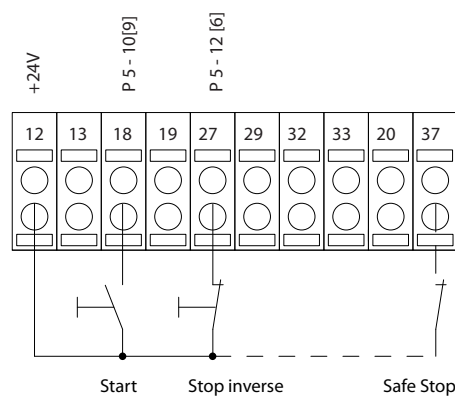 +24V
P 5 - 10[9]
P 5 - 12 [6]
12 13 18 19 27 29 32 33 20 37
Start Stop inverse Safe Stop